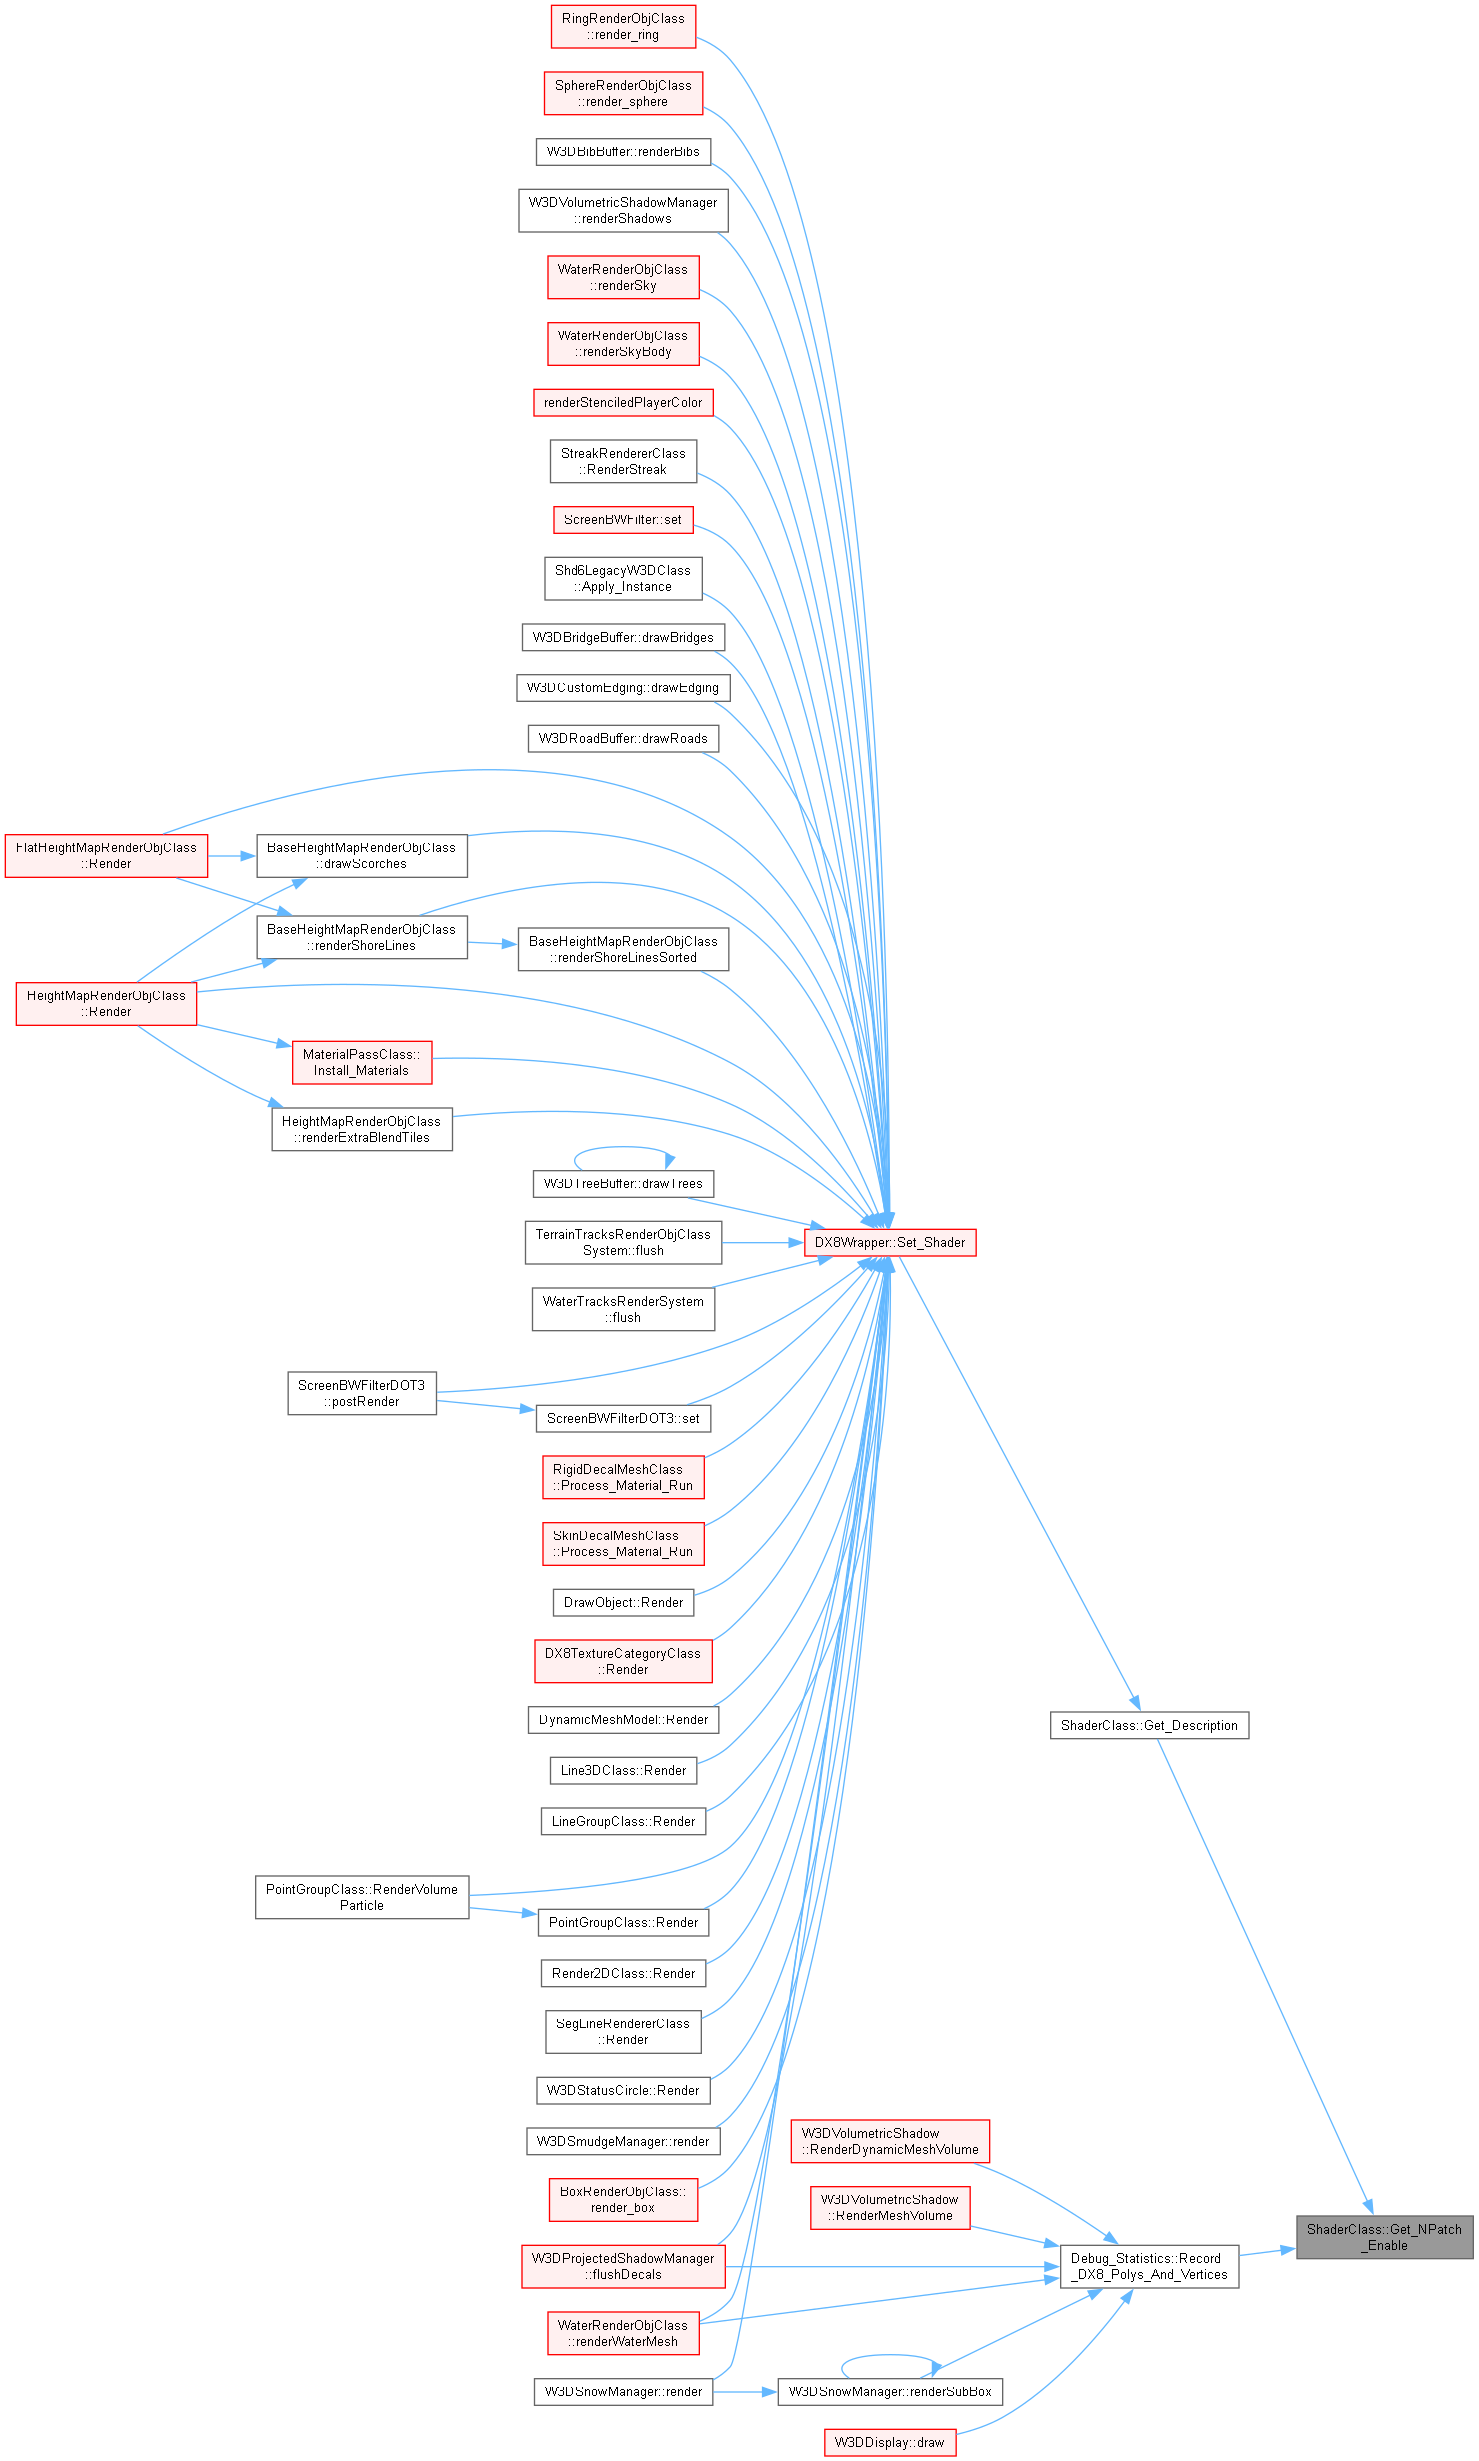 RingRenderObjClass
::render_ring
SphereRenderObjClass
::render_sphere
W3DBibBuffer::renderBibs
W3DVolumetricShadowManager
::renderShadows
WaterRenderObjClass
::renderSky
WaterRenderObjClass
::renderSkyBody
renderStenciledPlayerColor
StreakRendererClass
::RenderStreak
ScreenBWFilter::set
Shd6LegacyW3DClass
::Apply_Instance
W3DBridgeBuffer::drawBridges
W3DCustomEdging::drawEdging
W3DRoadBuffer::drawRoads
FlatHeightMapRenderObjClass
::Render
BaseHeightMapRenderObjClass
::drawScorches
BaseHeightMapRenderObjClass
::renderShoreLines
BaseHeightMapRenderObjClass
::renderShoreLinesSorted
HeightMapRenderObjClass
::Render
MaterialPassClass::
Install_Materials
HeightMapRenderObjClass
::renderExtraBlendTiles
W3DTreeBuffer::drawTrees
TerrainTracksRenderObjClass
System::flush
DX8Wrapper::Set_Shader
WaterTracksRenderSystem
::flush
ScreenBWFilterDOT3
::postRender
ScreenBWFilterDOT3::set
RigidDecalMeshClass
::Process_Material_Run
SkinDecalMeshClass
::Process_Material_Run
DrawObject::Render
DX8TextureCategoryClass
::Render
DynamicMeshModel::Render
ShaderClass::Get_Description
Line3DClass::Render
LineGroupClass::Render
PointGroupClass::RenderVolume
Particle
PointGroupClass::Render
Render2DClass::Render
SegLineRendererClass
::Render
W3DStatusCircle::Render
W3DSmudgeManager::render
W3DVolumetricShadow
::RenderDynamicMeshVolume
BoxRenderObjClass::
render_box
W3DVolumetricShadow
::RenderMeshVolume
ShaderClass::Get_NPatch
_Enable
W3DProjectedShadowManager
::flushDecals
Debug_Statistics::Record
_DX8_Polys_And_Vertices
WaterRenderObjClass
::renderWaterMesh
W3DSnowManager::render
W3DSnowManager::renderSubBox
W3DDisplay::draw